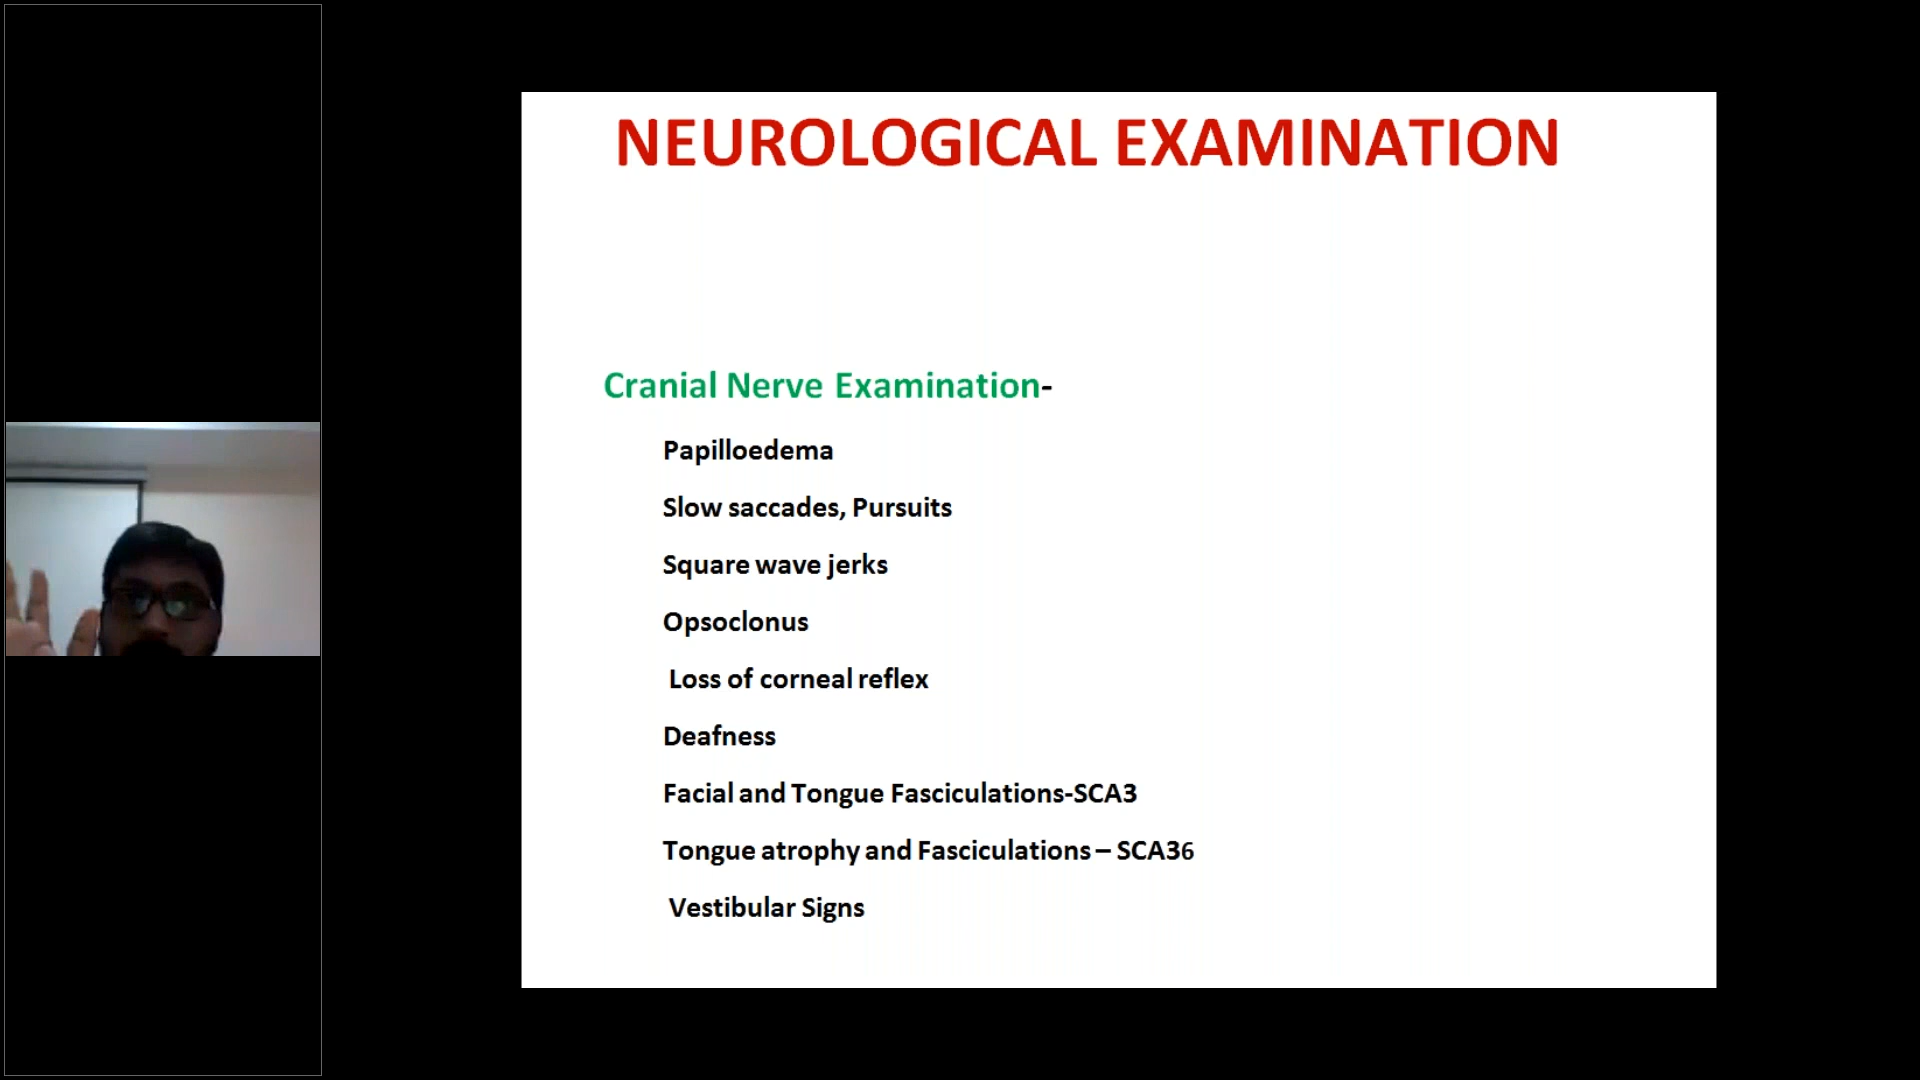 NEUROLOGICAL EXAMINATION
Cranial Nerve Examination-
Papilloedema
Slow saccades, Pursuits
Square wave jerks
Opsoclonus
Loss of corneal reflex
Deafness
Facial and Tongue Fasciculations-SCA3
Tongue atrophy and Fasciculations – SCA36
Vestibular Signs